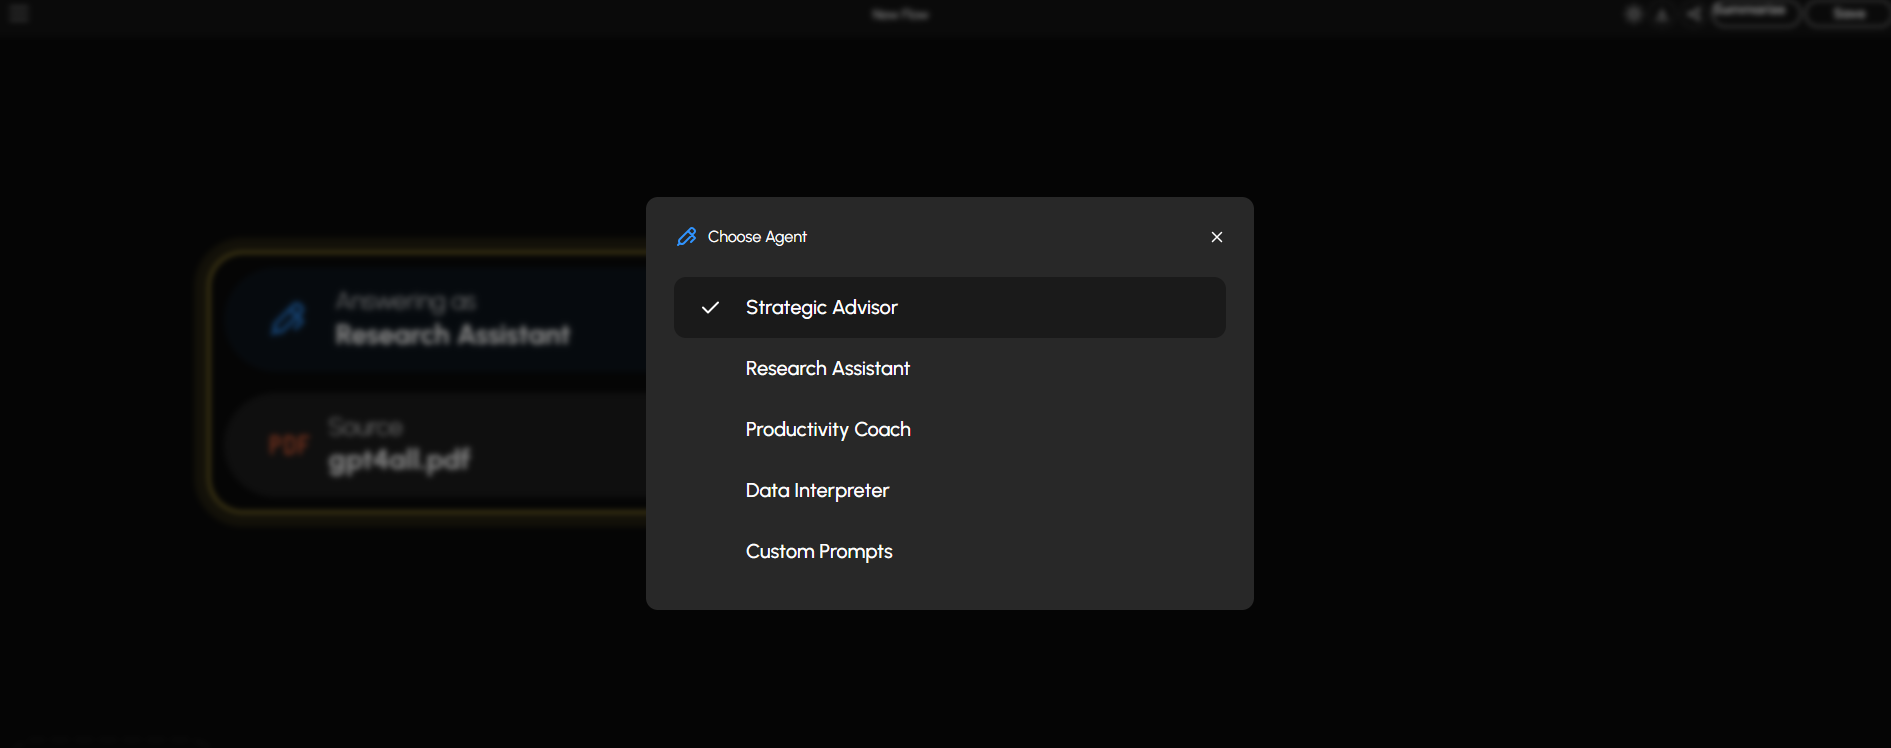 New Flow
Summarise
Save
Choose Agent
Answering as
Research Assistant
PDF
Source
gpt4all.pdf
Strategic Advisor
Research Assistant
Productivity Coach
Data Interpreter
Custom Prompts